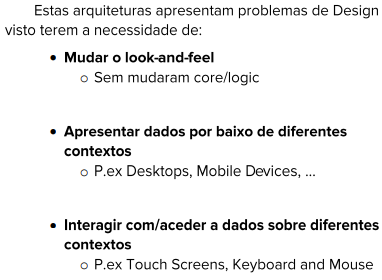 Estas arquiteturas apresentam problemas de Design
visto terem a necessidade de:
• Mudar o look-and-feel
○ Sem mudaram core/logic
• Apresentar dados por baixo de diferentes
contextos
○ P.ex Desktops, Mobile Devices, ...
• Interagir com/aceder a dados sobre diferentes
contextos
○ P.ex Touch Screens, Keyboard and Mouse